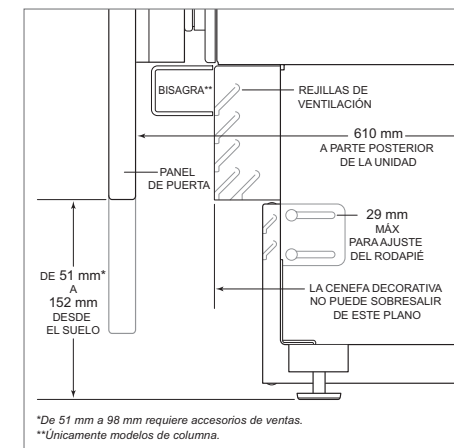 BISAGRA**
REJILLAS DE
VENTILACIÓN
610 mm
A PARTE POSTERIOR
DE LA UNIDAD
PANEL
DE PUERTA
29 mm
MÁX
PARA AJUSTE
DEL RODAPIÉ
DE 51 mm*
A
152 mm
DESDE
EL SUELO
LA CENEFA DECORATIVA
NO PUEDE SOBRESALIR
DE ESTE PLANO
*De 51 mm a 98 mm requiere accesorios de ventas.
**Únicamente modelos de columna.